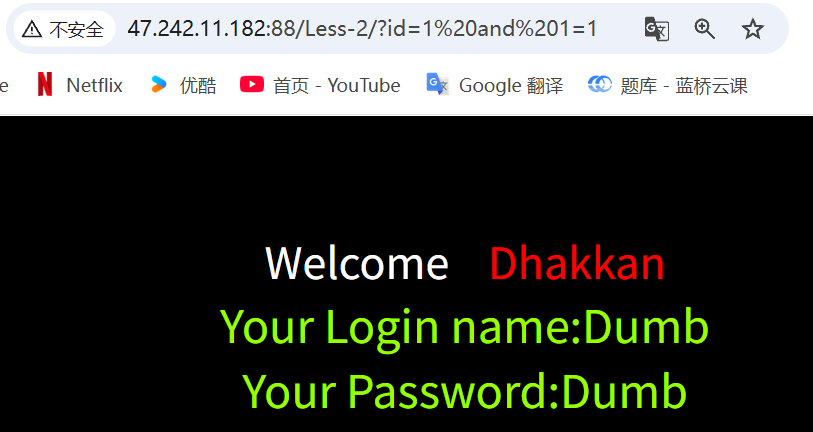 不安全 47.242.11.182:88/Less-2/?id=1%20and%201=1
e Netflix 优酷 首页 - YouTube Google 翻译 题库 - 蓝桥云课
Welcome Dhakkan
Your Login name:Dumb
Your Password:Dumb